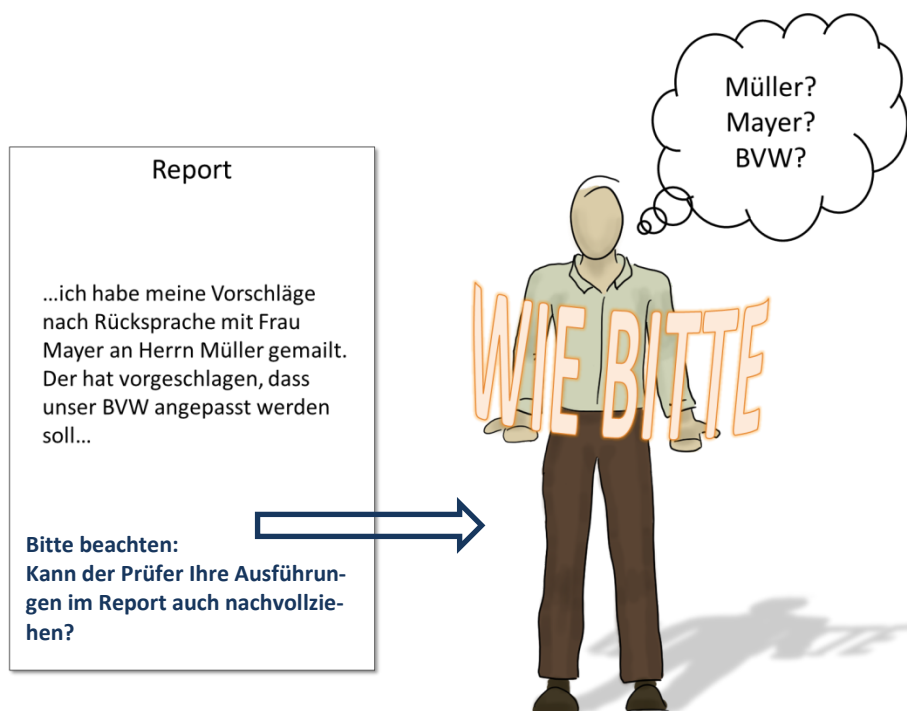 Report
...ich habe meine Vorschläge
nach Rücksprache mit Frau
Mayer an Herrn Müller gemailt.
Der hat vorgeschlagen, dass
unser BVW angepasst werden
soll...
Bitte beachten:
Kann der Prüfer Ihre Ausführun-
gen im Report auch nachvollzie-
hen?
Müller?
Mayer?
BVW?
WIE BITTE